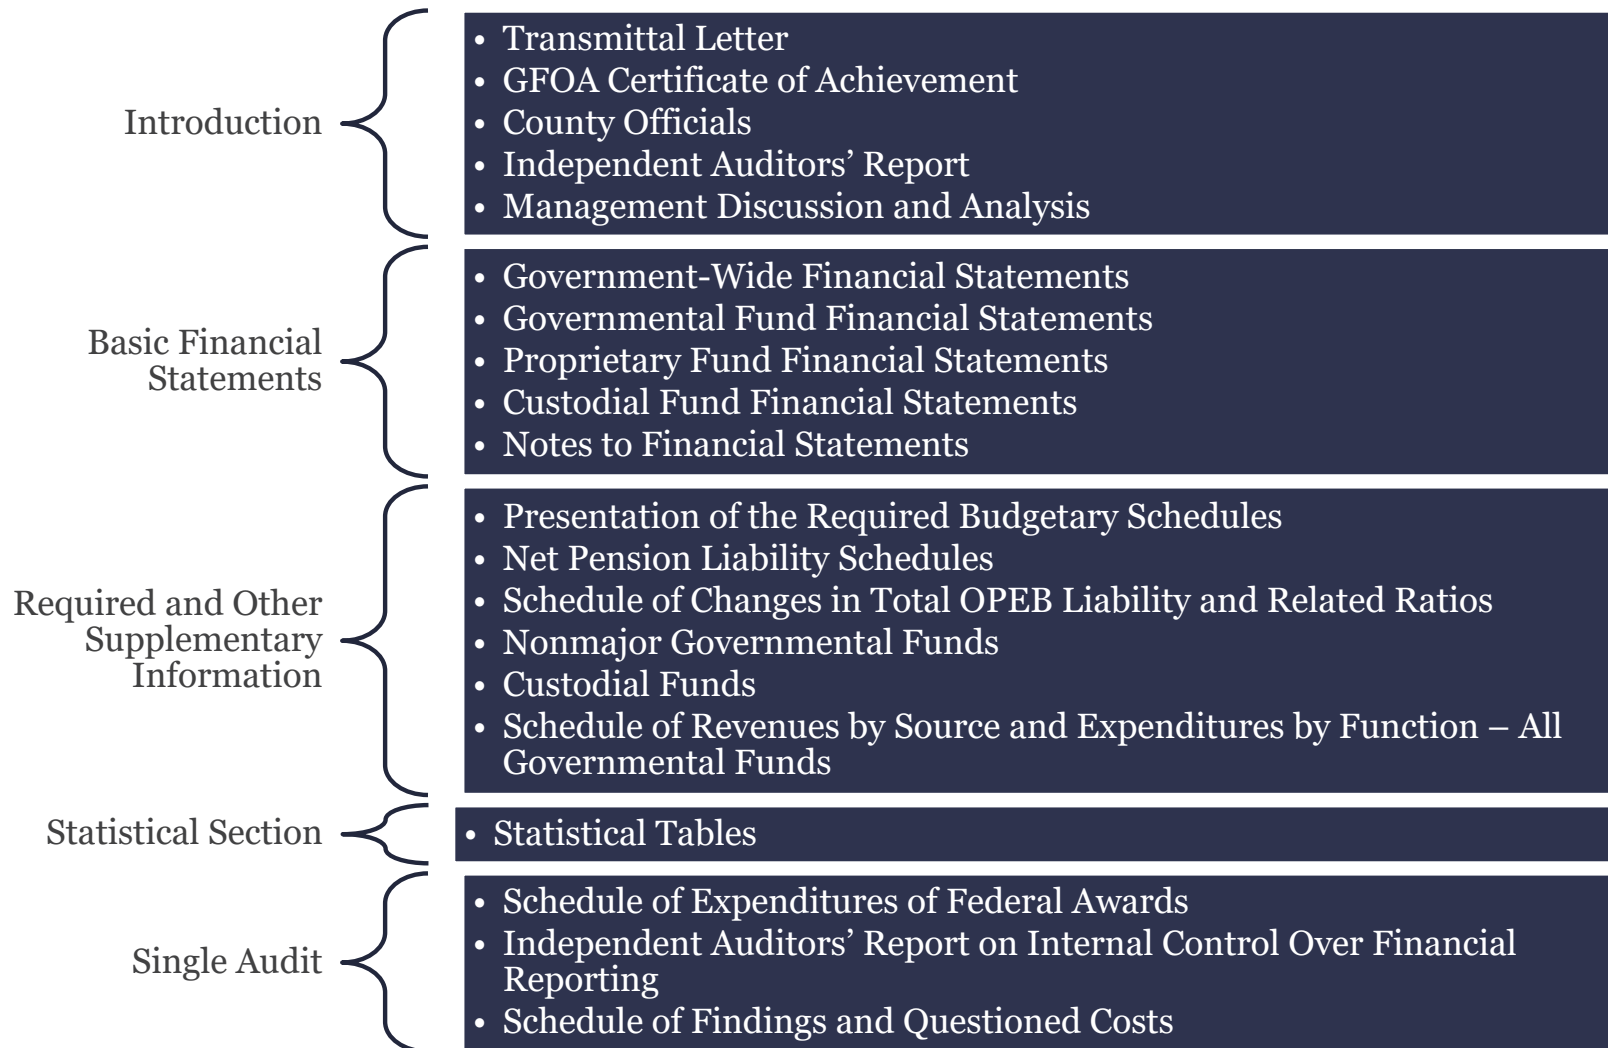 Introduction
• Transmittal Letter
• GFOA Certificate of Achievement
• County Officials
• Independent Auditors’ Report
• Management Discussion and Analysis
Basic Financial
Statements
• Government-Wide Financial Statements
• Governmental Fund Financial Statements
• Proprietary Fund Financial Statements
• Custodial Fund Financial Statements
• Notes to Financial Statements
Required and Other
Supplementary
Information
• Presentation of the Required Budgetary Schedules
• Net Pension Liability Schedules
• Schedule of Changes in Total OPEB Liability and Related Ratios
• Nonmajor Governmental Funds
• Custodial Funds
• Schedule of Revenues by Source and Expenditures by Function – All
Governmental Funds
Statistical Section
• Statistical Tables
Single Audit
• Schedule of Expenditures of Federal Awards
• Independent Auditors’ Report on Internal Control Over Financial
Reporting
• Schedule of Findings and Questioned Costs